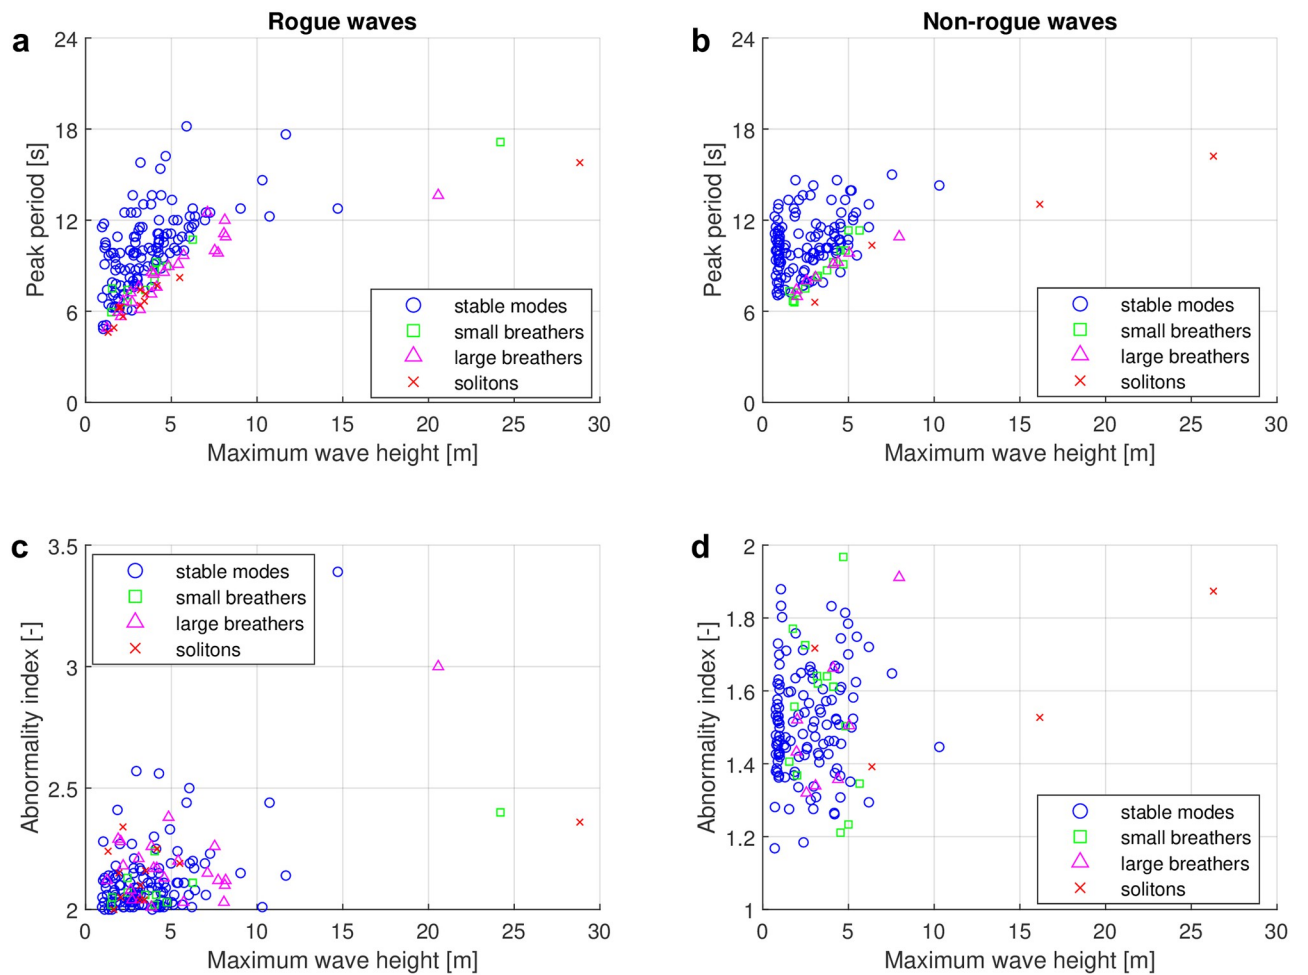 Rogue waves
Non-rogue waves
a
24
18
12
6
0
Peak period [s]
stable modes
small breathers
large breathers
solitons
0 5 10 15 20 25 30
Maximum wave height [m]
b
24
18
12
6
0
Peak period [s]
stable modes
small breathers
large breathers
solitons
0 5 10 15 20 25 30
Maximum wave height [m]
c
3.5
3
2.5
2
Abnormality index [-]
stable modes
small breathers
large breathers
solitons
0 5 10 15 20 25 30
Maximum wave height [m]
d
2
1.8
1.6
1.4
1.2
1
Abnormality index [-]
stable modes
small breathers
large breathers
solitons
0 5 10 15 20 25 30
Maximum wave height [m]